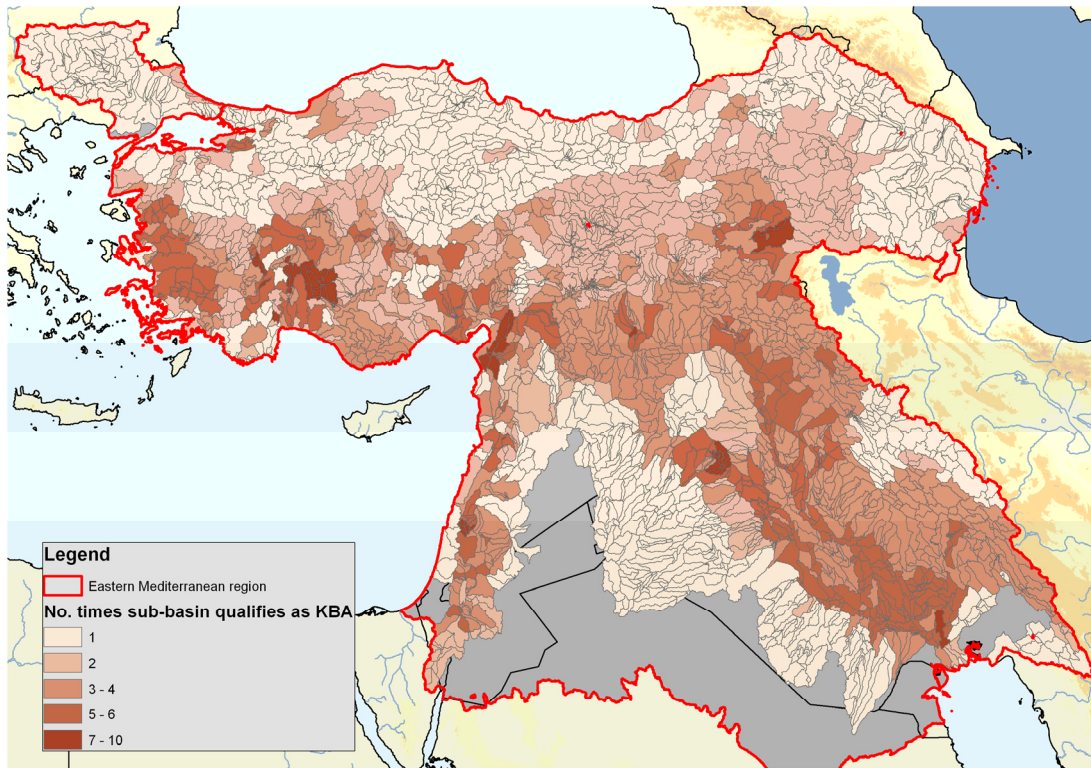 Legend
Eastern Mediterranean region
No. times sub-basin qualifies as KBA
1
2
3 - 4
5 - 6
7 - 10